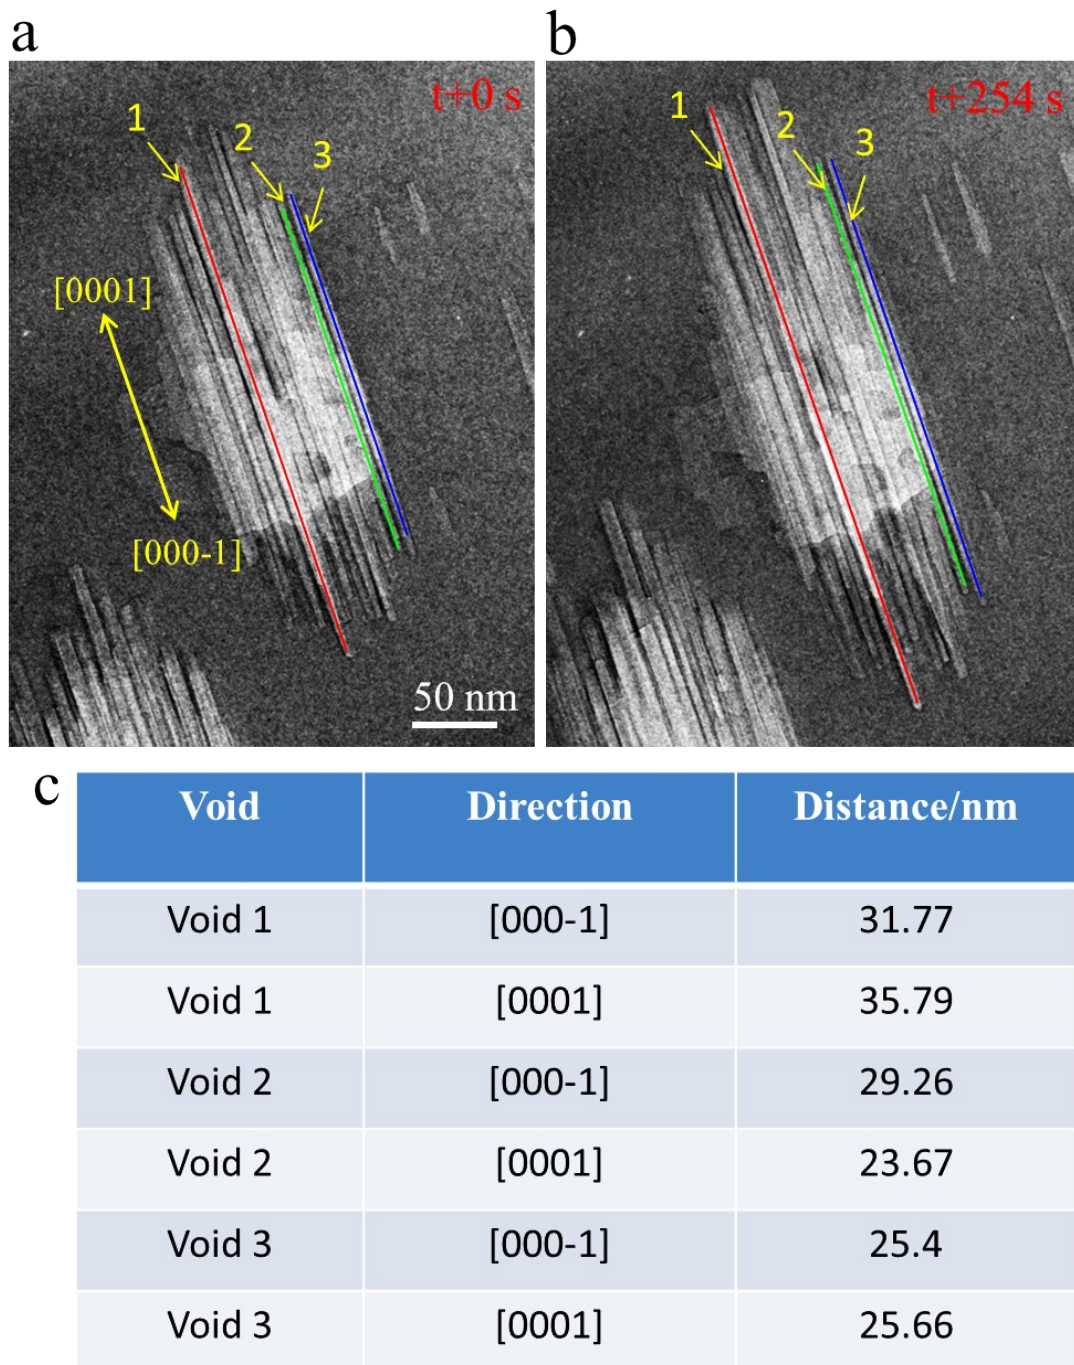 a
b
t+0 s
t+254 s
1
2
3
1
2
3
[0001]
[000-1]
50 nm
c
Void Direction Distance/nm
Void 1 [000-1] 31.77
Void 1 [0001] 35.79
Void 2 [000-1] 29.26
Void 2 [0001] 23.67
Void 3 [000-1] 25.4
Void 3 [0001] 25.66